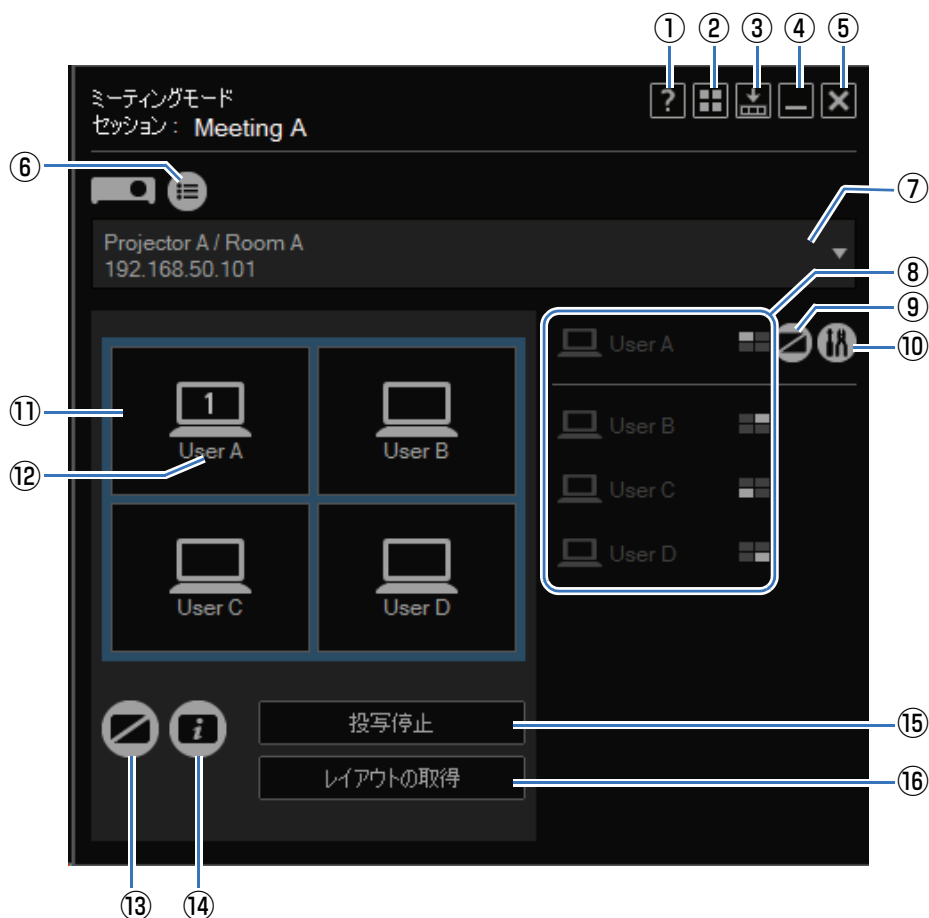 ① ② ③ ④ ⑤
ミーティングモード
セッション： Meeting A
?
⑥
⑦
Projector A / Room A
192.168.50.101
⑧
⑨
⑩
User A
User B
User C
User D
⑪
1
User A
User B
⑫
User C
User D
投写停止
⑮
i
レイアウトの取得
⑯
⑬ ⑭